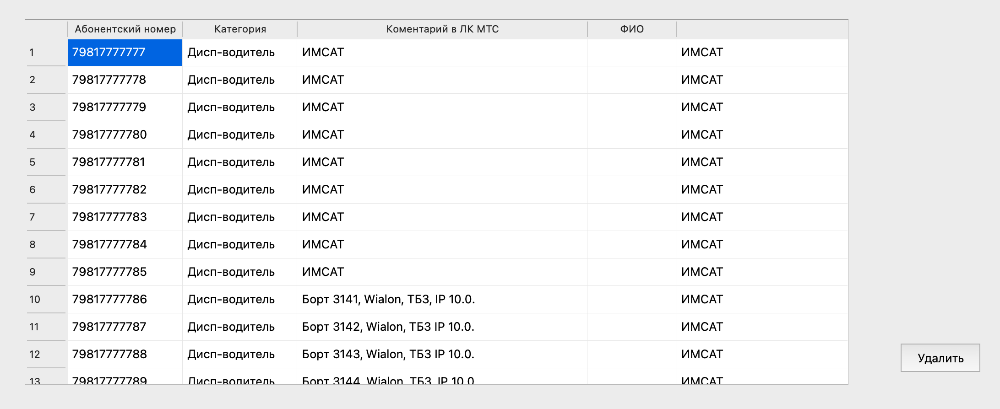 Абонентский номер Категория Коментарий в ЛК МТС ФИО
1 79817777777 Дисп-водитель ИМСАТ ИМСАТ
2 79817777778 Дисп-водитель ИМСАТ ИМСАТ
3 79817777779 Дисп-водитель ИМСАТ ИМСАТ
4 79817777780 Дисп-водитель ИМСАТ ИМСАТ
5 79817777781 Дисп-водитель ИМСАТ ИМСАТ
6 79817777782 Дисп-водитель ИМСАТ ИМСАТ
7 79817777783 Дисп-водитель ИМСАТ ИМСАТ
8 79817777784 Дисп-водитель ИМСАТ ИМСАТ
9 79817777785 Дисп-водитель ИМСАТ ИМСАТ
10 79817777786 Дисп-водитель Борт 3141, Wialon, ТБ3, IP 10.0. ИМСАТ
11 79817777787 Дисп-водитель Борт 3142, Wialon, ТБ3 IP 10.0. ИМСАТ
12 79817777788 Дисп-водитель Борт 3143, Wialon, ТБ3 IP 10.0. ИМСАТ
13 79817777789 Дисп-водитель Борт 3144, Wialon, ТБ3, IP 10.0 ИМСАТ
Удалить